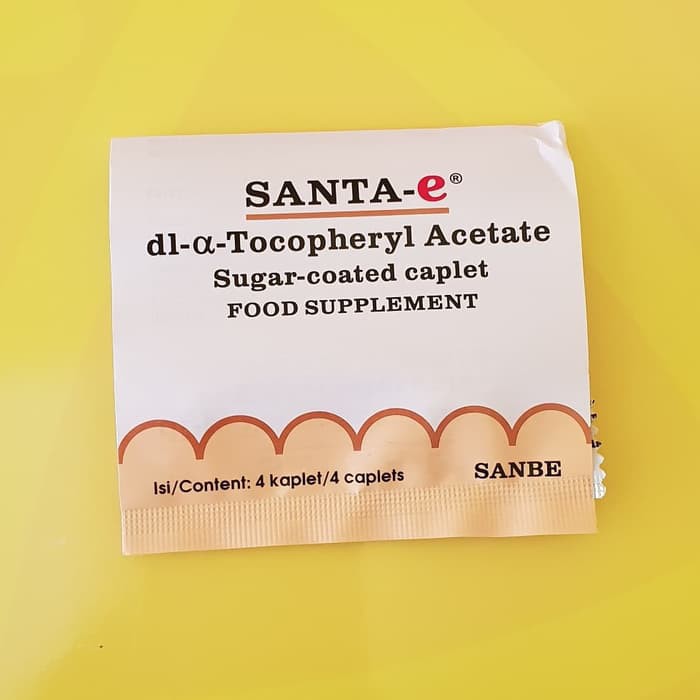 SANTA-e®
dl-α-Tocopheryl Acetate
Sugar-coated caplet
FOOD SUPPLEMENT
Isi/Content: 4 kaplet/4 caplets
SANBE